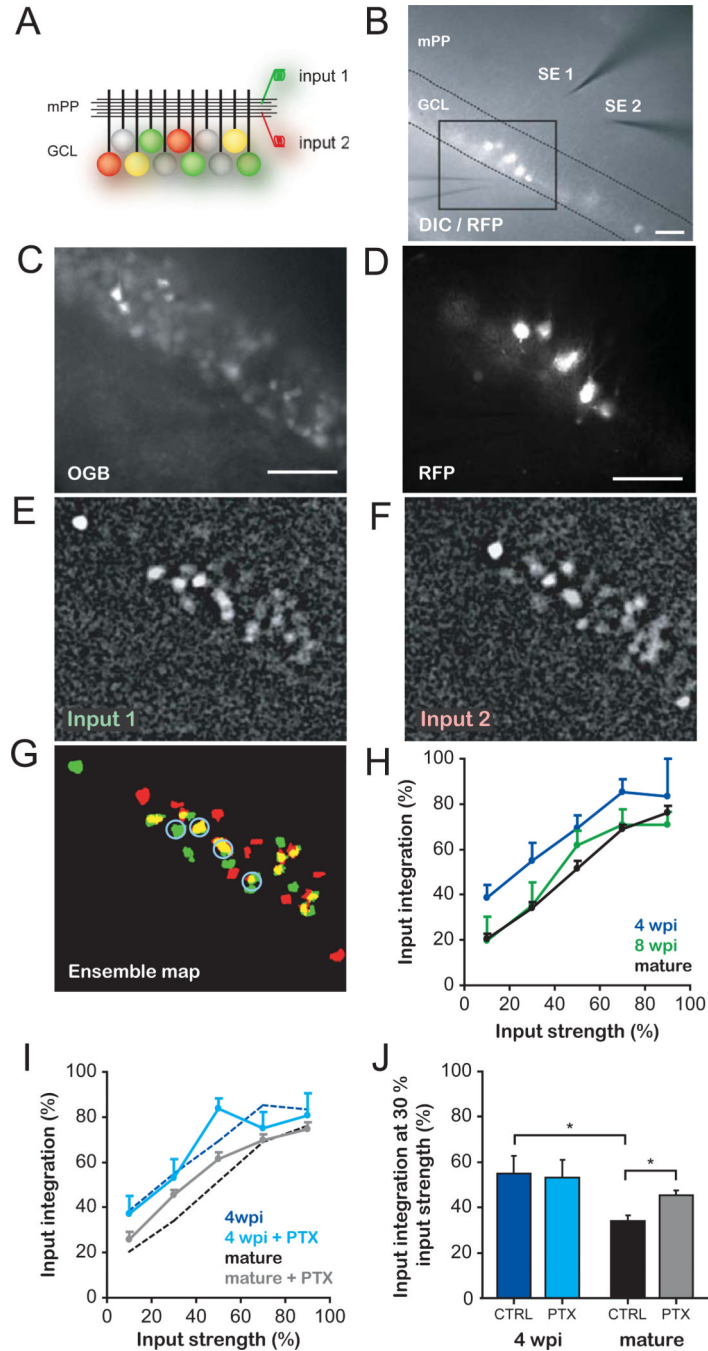 A
mPP
GCL
input 1
input 2
B
mPP
GCL
SE 1
SE 2
DIC / RFP
C
OGB
D
RFP
E
Input 1
F
Input 2
G
Ensemble map
H
Input integration (%)
100
80
60
40
20
0
0 20 40 60 80 100
Input strength (%)
4 wpi
8 wpi
mature
I
Input integration (%)
100
80
60
40
20
0
0 20 40 60 80 100
Input strength (%)
4wpi
4 wpi + PTX
mature
mature + PTX
J
Input integration at 30 %
input strength (%)
100
80
60
40
20
0
*
*
CTRL PTX CTRL PTX
4 wpi mature